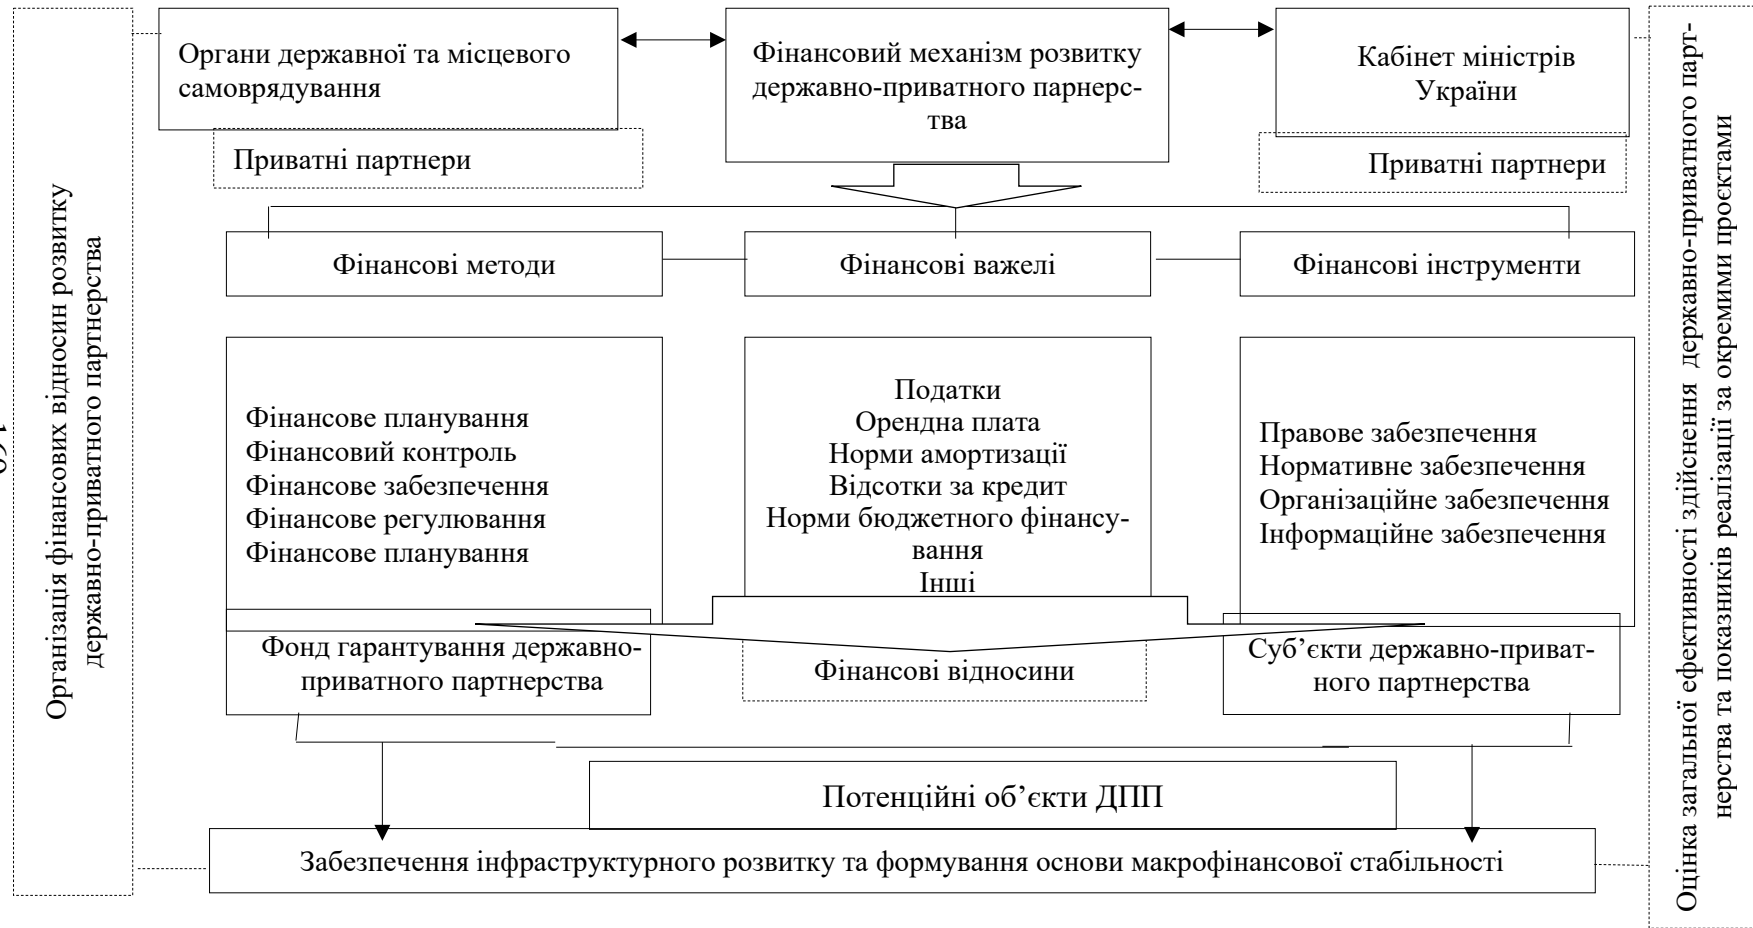 Органи державної та місцевого
самоврядування
Фінансовий механізм розвитку
державно-приватного парнерс-
тва
Кабінет міністрів
України
Приватні партнери
Приватні партнери
Організація фінансових відносин розвитку
державно-приватного партнерства
Фінансові методи
Фінансові важелі
Фінансові інструменти
Фінансове планування
Фінансовий контроль
Фінансове забезпечення
Фінансове регулювання
Фінансове планування
Податки
Орендна плата
Норми амортизації
Відсотки за кредит
Норми бюджетного фінансу-
вання
Інші
Правове забезпечення
Нормативне забезпечення
Організаційне забезпечення
Інформаційне забезпечення
Фонд гарантування державно-
приватного партнерства
Фінансові відносини
Суб’єкти державно-приват-
ного партнерства
Потенційні об’єкти ДПП
Забезпечення інфраструктурного розвитку та формування основи макрофінансової стабільності
Оцінка загальної ефективності здійснення державно-приватного парт-
нерства та показників реалізації за окремими проєктами